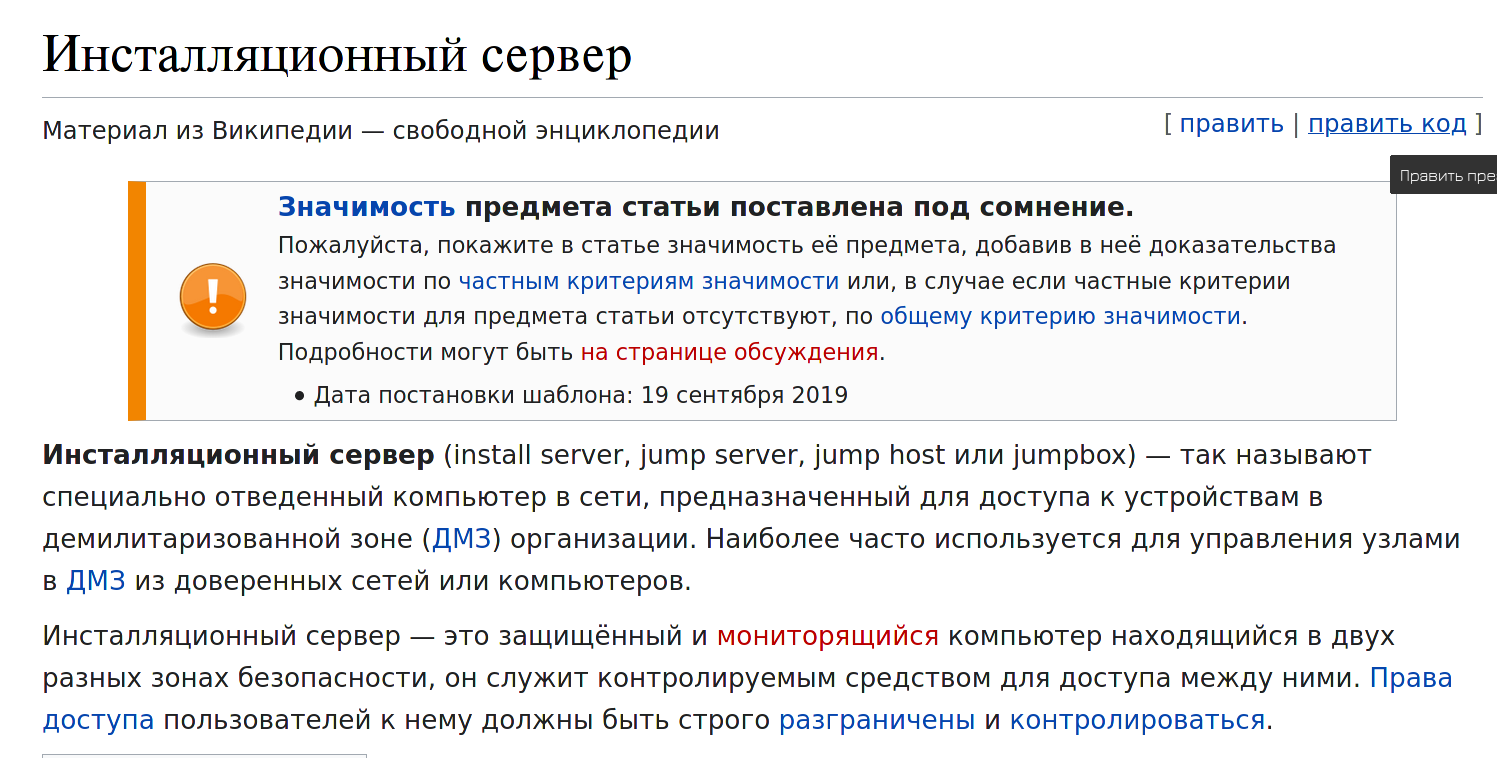 Инсталляционный сервер
Материал из Википедии — свободной энциклопедии
[ править | править код ]
Править пре
Значимость предмета статьи поставлена под сомнение.
Пожалуйста, покажите в статье значимость её предмета, добавив в неё доказательства
значимости по частным критериям значимости или, в случае если частные критерии
значимости для предмета статьи отсутствуют, по общему критерию значимости.
Подробности могут быть на странице обсуждения.
• Дата постановки шаблона: 19 сентября 2019
Инсталляционный сервер (install server, jump server, jump host или jumpbox) — так называют
специально отведенный компьютер в сети, предназначенный для доступа к устройствам в
демилитаризованной зоне (ДМЗ) организации. Наиболее часто используется для управления узлами
в ДМЗ из доверенных сетей или компьютеров.
Инсталляционный сервер — это защищённый и мониторящийся компьютер находящийся в двух
разных зонах безопасности, он служит контролируемым средством для доступа между ними. Права
доступа пользователей к нему должны быть строго разграничены и контролироваться.